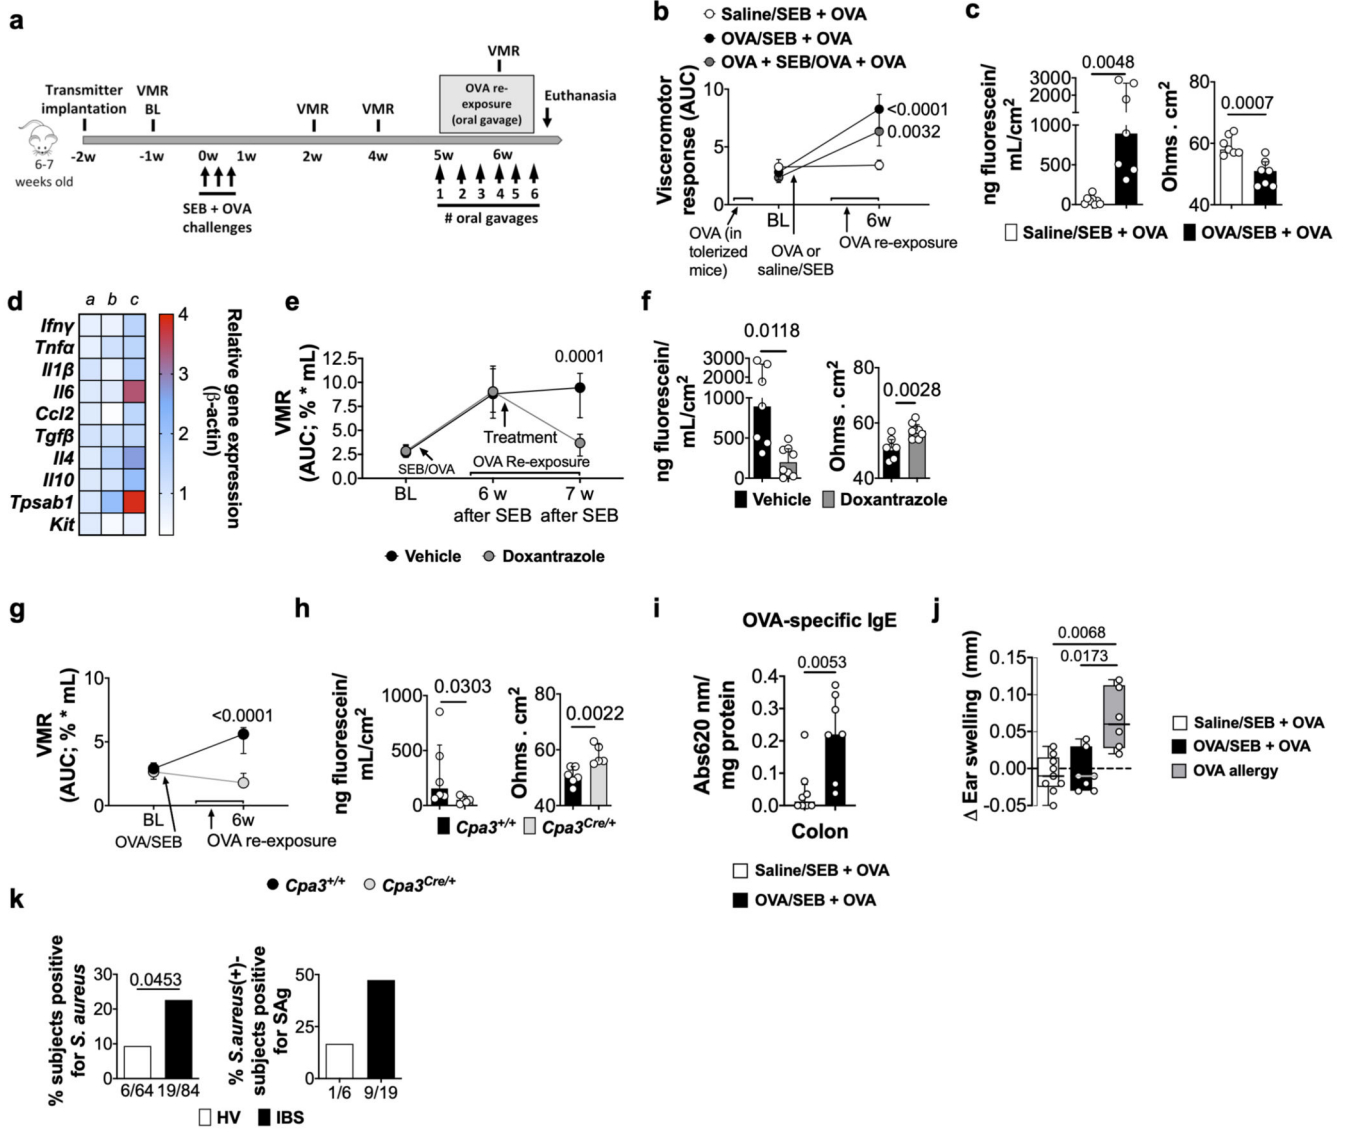 a
Transmitter
implantation
VMR
BL
VMR
VMR
VMR
OVA re-
exposure
(oral gavage)
Euthanasia
6-7
weeks old
-2w
-1w
0w
1w
2w
4w
5w
6w
SEB + OVA
challenges
1
2
3
4
5
6
# oral gavages
b
Saline/SEB + OVA
OVA/SEB + OVA
OVA + SEB/OVA + OVA
Visceromotor
response (AUC)
10
5
0
<0.0001
0.0032
BL
6w
OVA (in
tolerized
mice)
OVA or
saline/SEB
OVA re-exposure
c
ng fluorescein/
mL/cm²
3000
2000
1000
500
0
0.0048
Ohms . cm²
80
60
40
0.0007
Saline/SEB + OVA
OVA/SEB + OVA
d
a
b
c
Ifnγ
Tnfα
Il1β
Il6
Ccl2
Tgfβ
Il4
Il10
Tpsab1
Kit
4
3
2
1
Relative gene expression
(β-actin)
e
VMR
(AUC; % * mL)
12.5
10.0
7.5
5.0
2.5
0.0
0.0001
Treatment
SEB/OVA
OVA Re-exposure
BL
6 w
after SEB
7 w
after SEB
Vehicle
Doxantrazole
f
ng fluorescein/
mL/cm²
3000
2000
1000
500
0
0.0118
Ohms . cm²
80
60
40
0.0028
Vehicle
Doxantrazole
g
VMR
(AUC; % * mL)
10
5
0
<0.0001
BL
6w
OVA/SEB
OVA re-exposure
Cpa3+/+
Cpa3Cre/+
h
ng fluorescein/
mL/cm²
1000
500
0
0.0303
Ohms . cm²
80
60
40
0.0022
Cpa3+/+
Cpa3Cre/+
i
OVA-specific IgE
Abs620 nm/
mg protein
0.4
0.3
0.2
0.1
0.0
0.0053
Colon
Saline/SEB + OVA
OVA/SEB + OVA
j
Δ Ear swelling (mm)
0.15
0.10
0.05
0.00
-0.05
0.0068
0.0173
Saline/SEB + OVA
OVA/SEB + OVA
OVA allergy
k
% subjects positive
for S. aureus
30
20
10
0
0.0453
6/64
19/84
% S.aureus(+)-
subjects positive
for SAg
50
25
0
1/6
9/19
HV
IBS